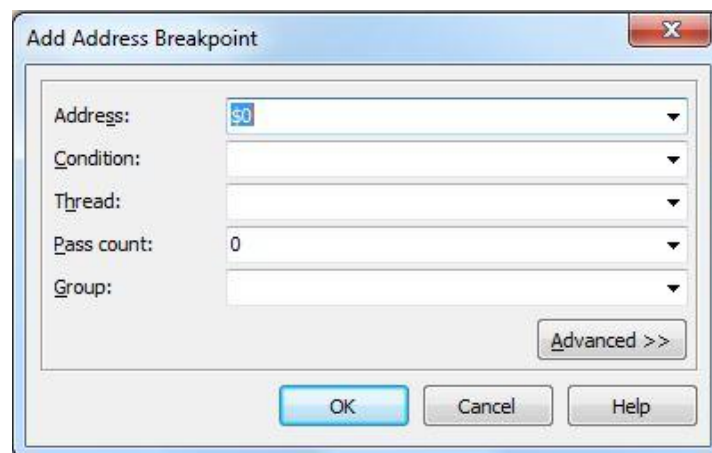 Add Address Breakpoint
Address: $0
Condition:
Thread:
Pass count: 0
Group:
Advanced >>
OK Cancel Help